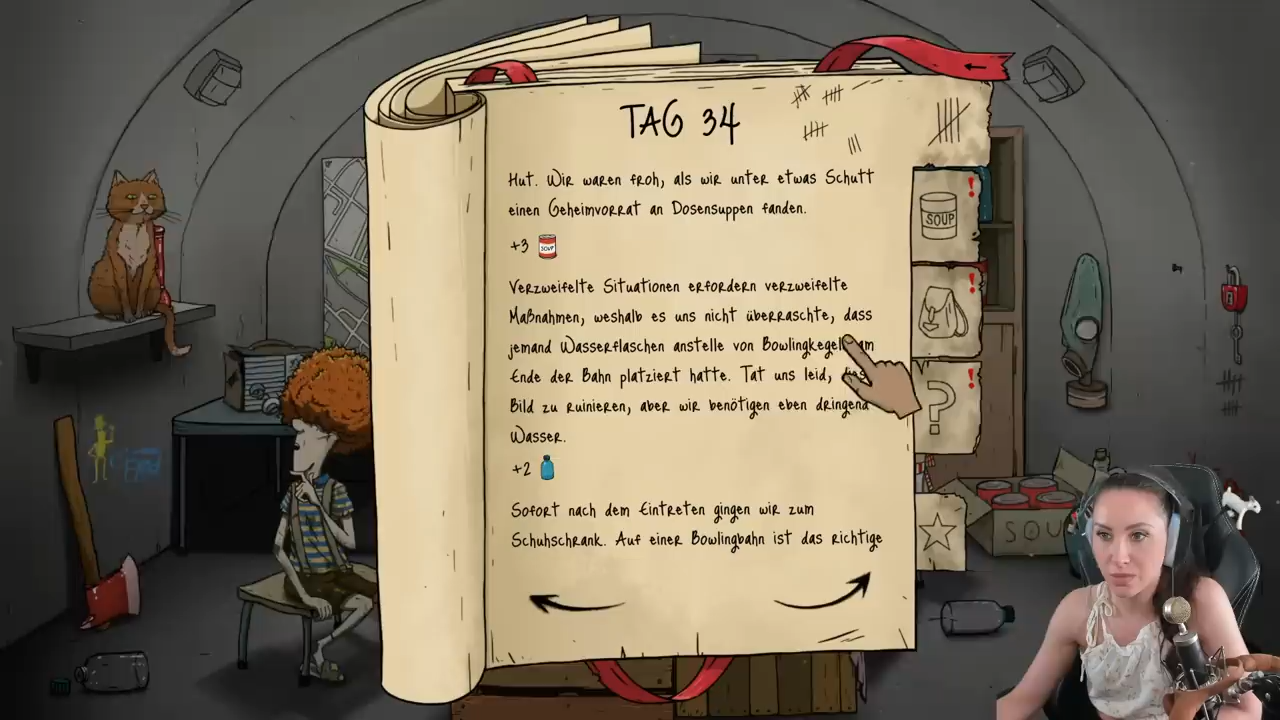 TAG 34
Hut. Wir waren froh, als wir unter etwas Schutt
einen Geheimvorrat an Dosensuppen fanden.
+3 SOUP
Verzweifelte Situationen erfordern verzweifelte
Maßnahmen, weshalb es uns nicht überraschte, dass
jemand Wasserflaschen anstelle von Bowlingkegeln am
Ende der Bahn platziert hatte. Tat uns leid,
Bild zu ruinieren, aber wir benötigen eben dringend
Wasser.
+2
Sofort nach dem Eintreten gingen wir zum
Schuhschrank. Auf einer Bowlingbahn ist das richtige
SOUP
!
!
?
!
SOU